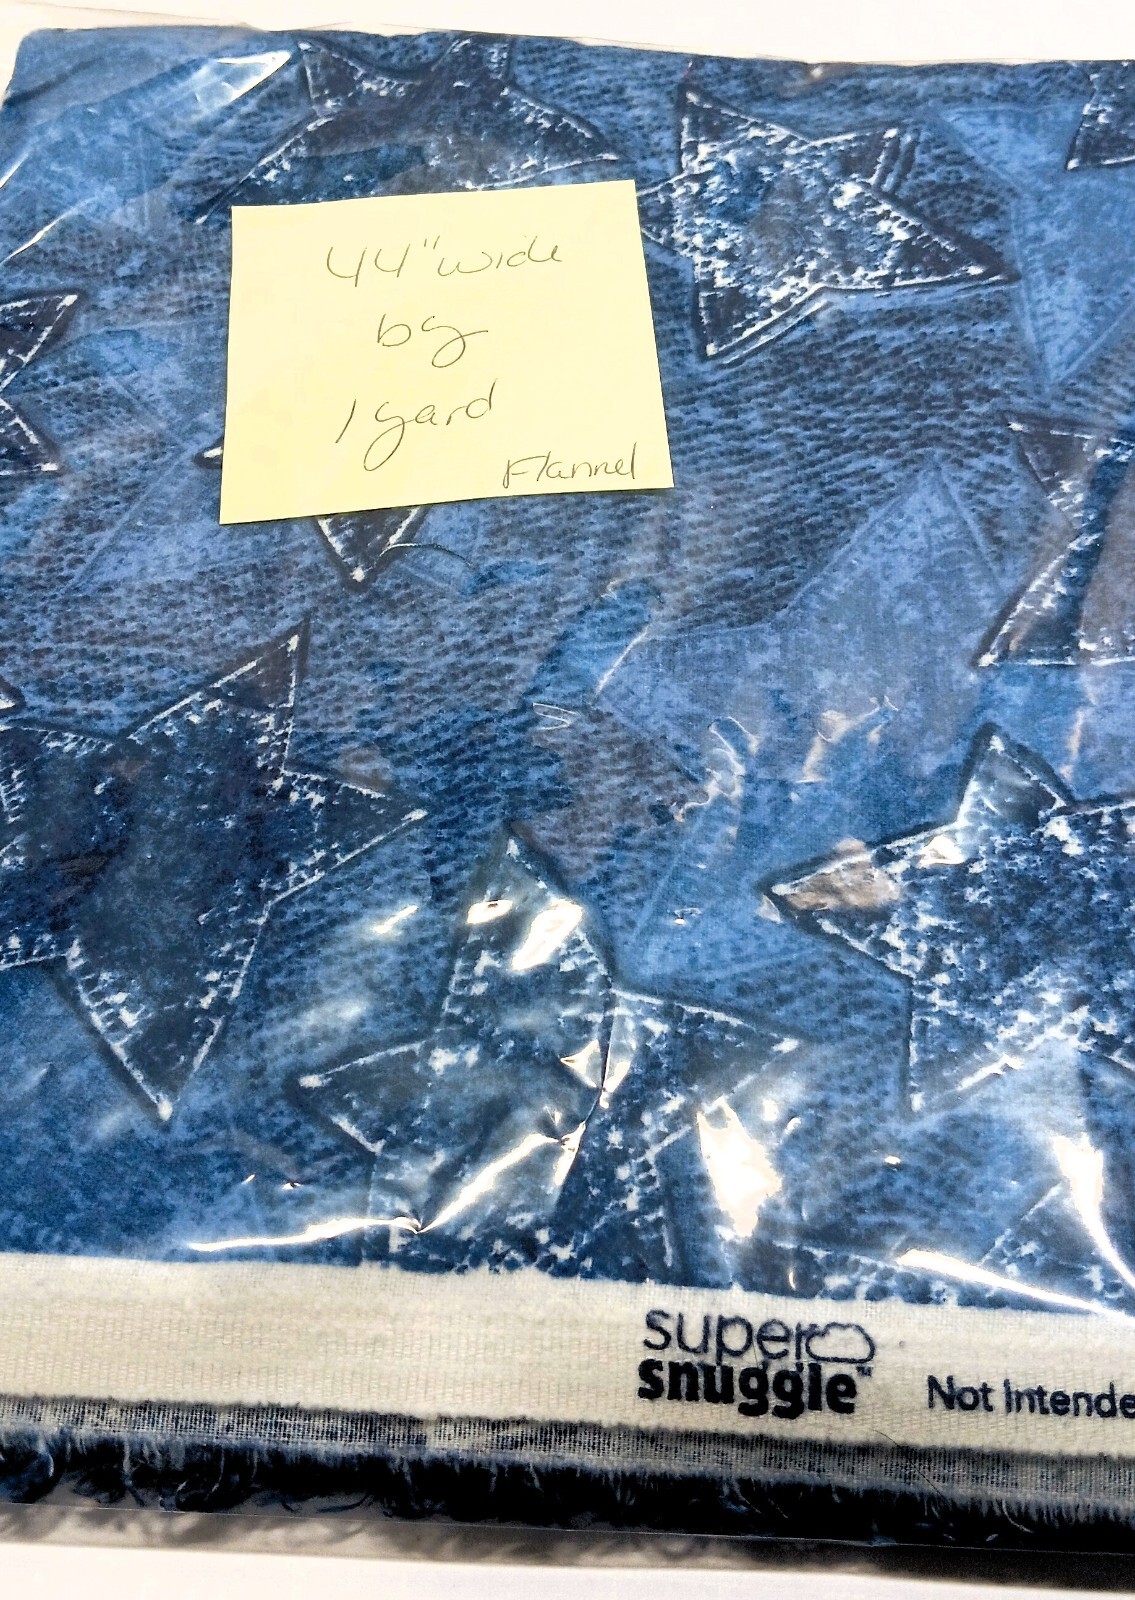 44" wide
by
1 yard
Flannel
super
snuggle™
Not Intende